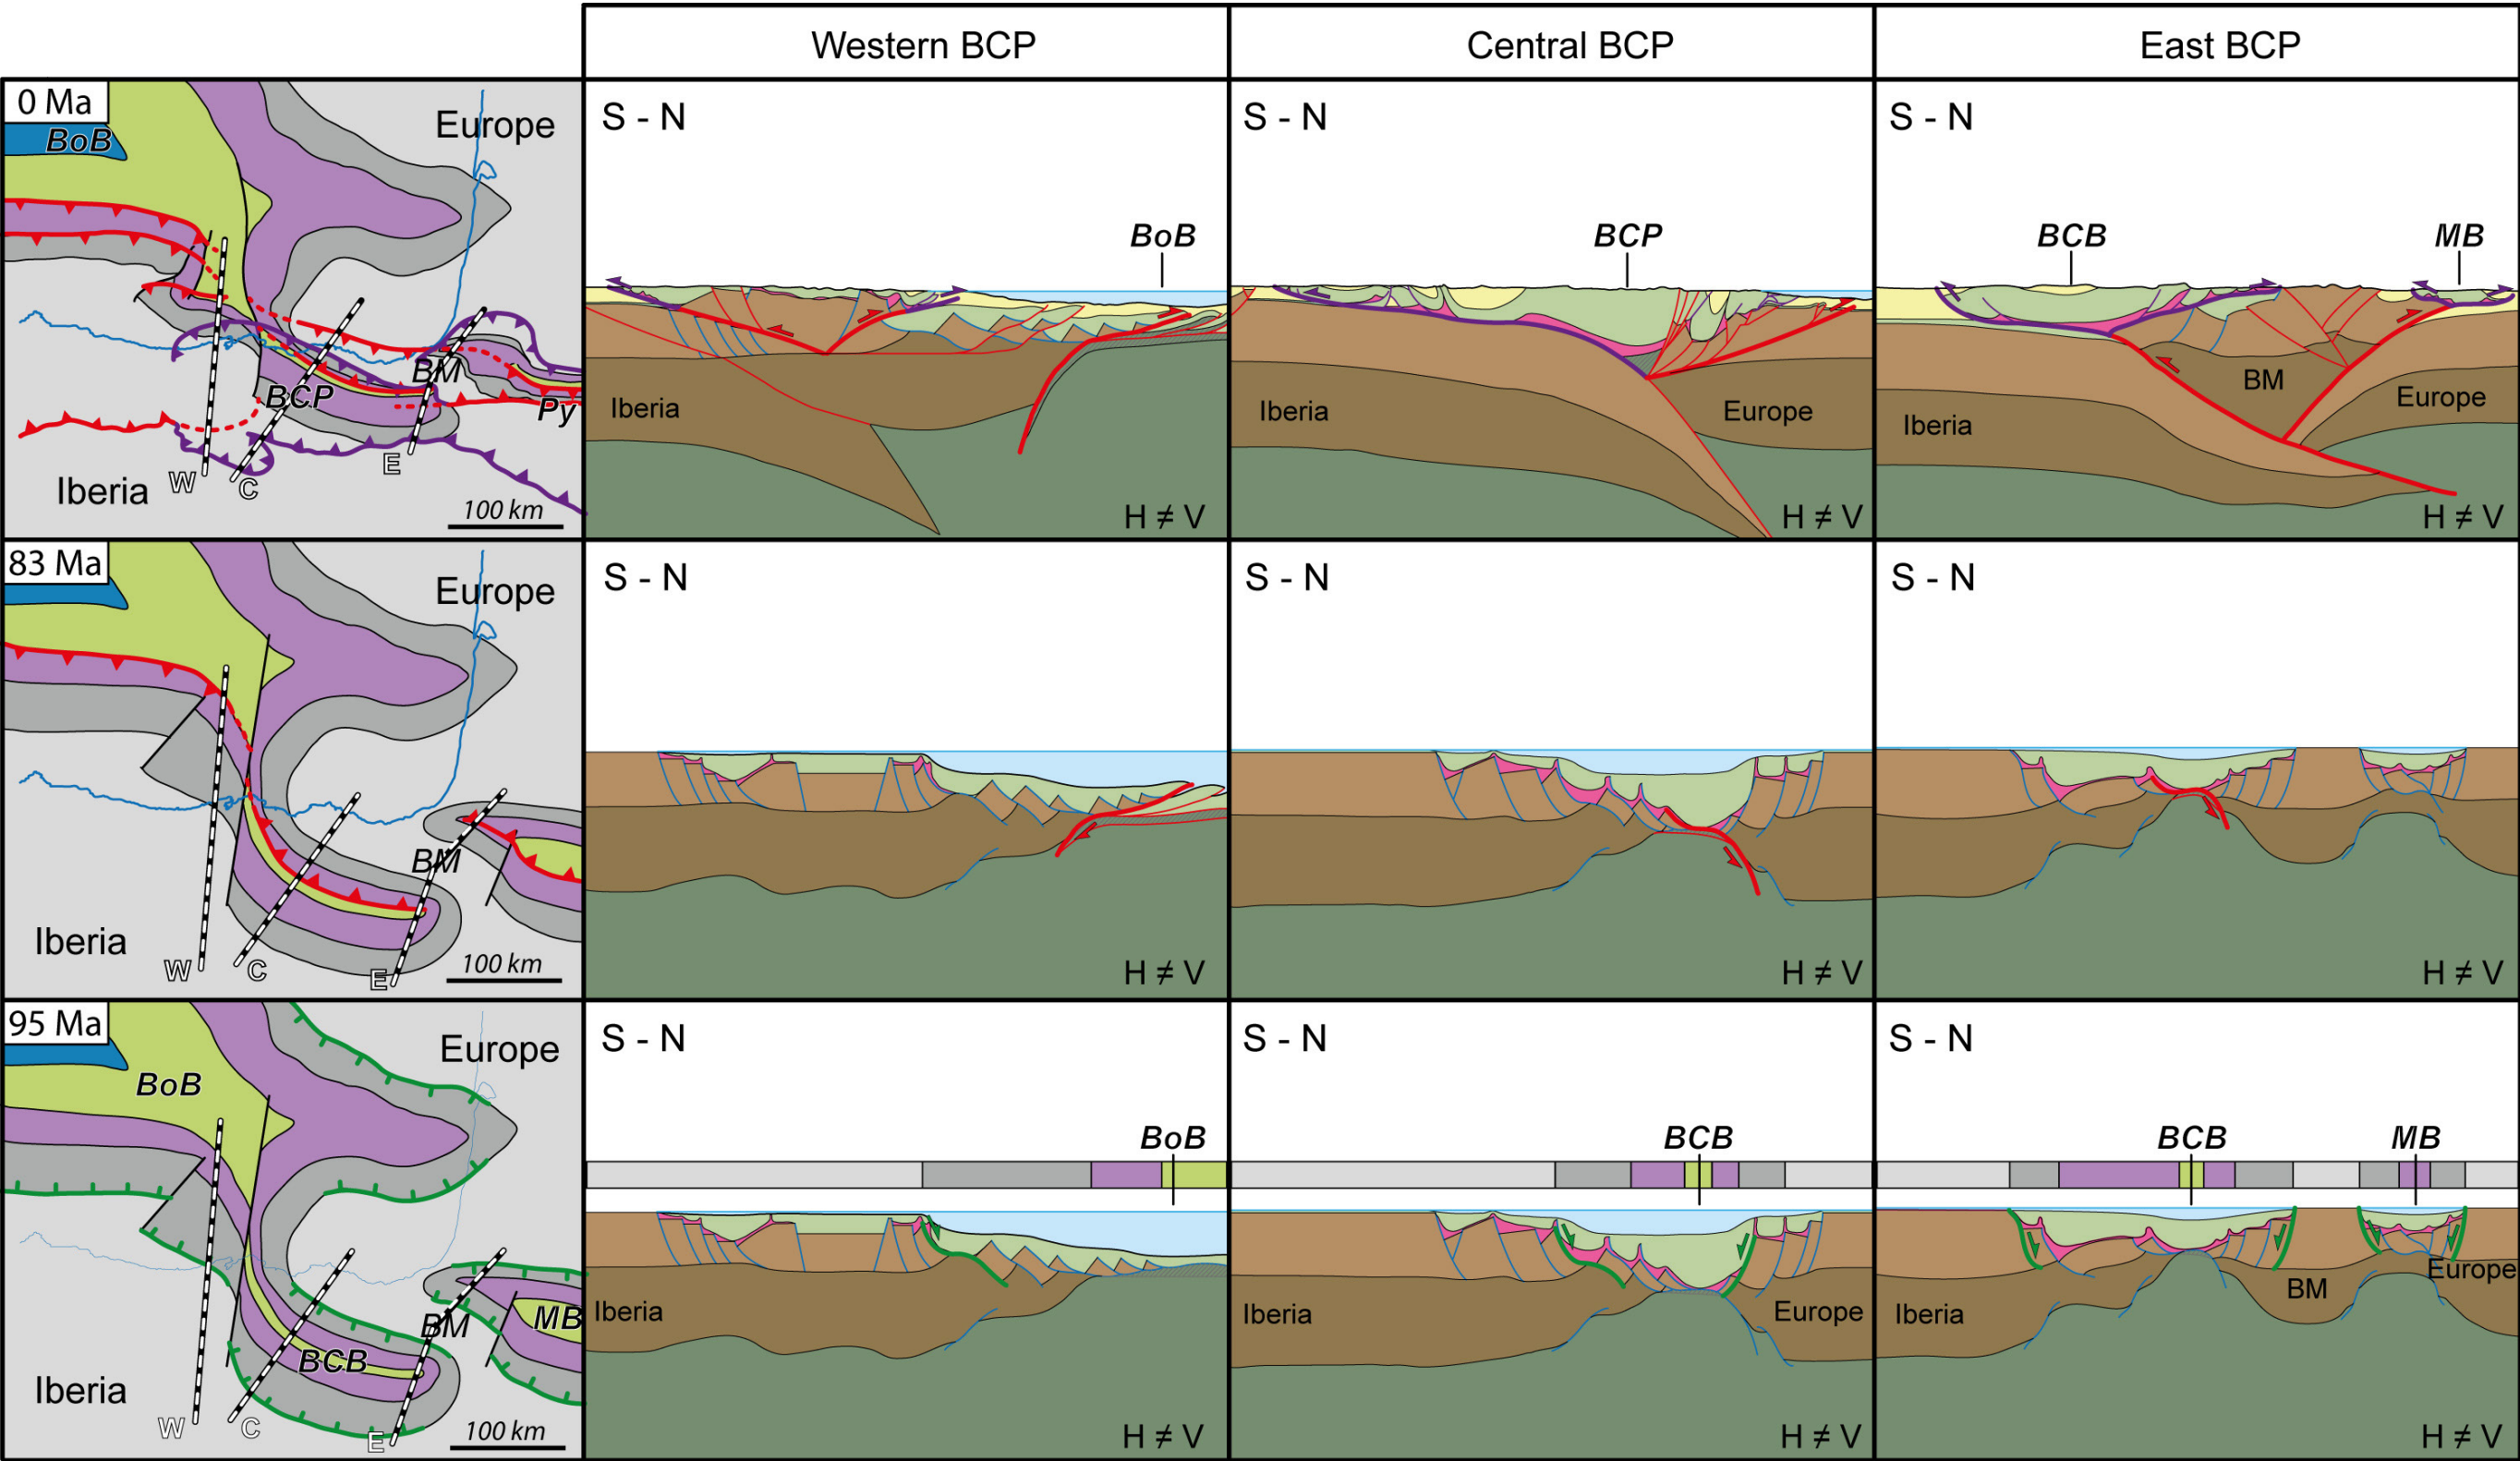 Western BCP
Central BCP
East BCP
0 Ma
BoB
Europe
BM
BCP
Py
W
C
E
Iberia
100 km
S - N
BoB
Iberia
H ≠ V
S - N
BCP
Iberia
Europe
H ≠ V
S - N
BCB
MB
BM
Iberia
Europe
H ≠ V
83 Ma
Europe
BM
Iberia
W
C
E
100 km
S - N
H ≠ V
S - N
H ≠ V
S - N
H ≠ V
95 Ma
Europe
BoB
MB
BM
BCB
Iberia
W
C
E
100 km
S - N
BoB
Iberia
H ≠ V
S - N
BCB
Iberia
Europe
H ≠ V
S - N
BCB
MB
Europe
BM
Iberia
H ≠ V